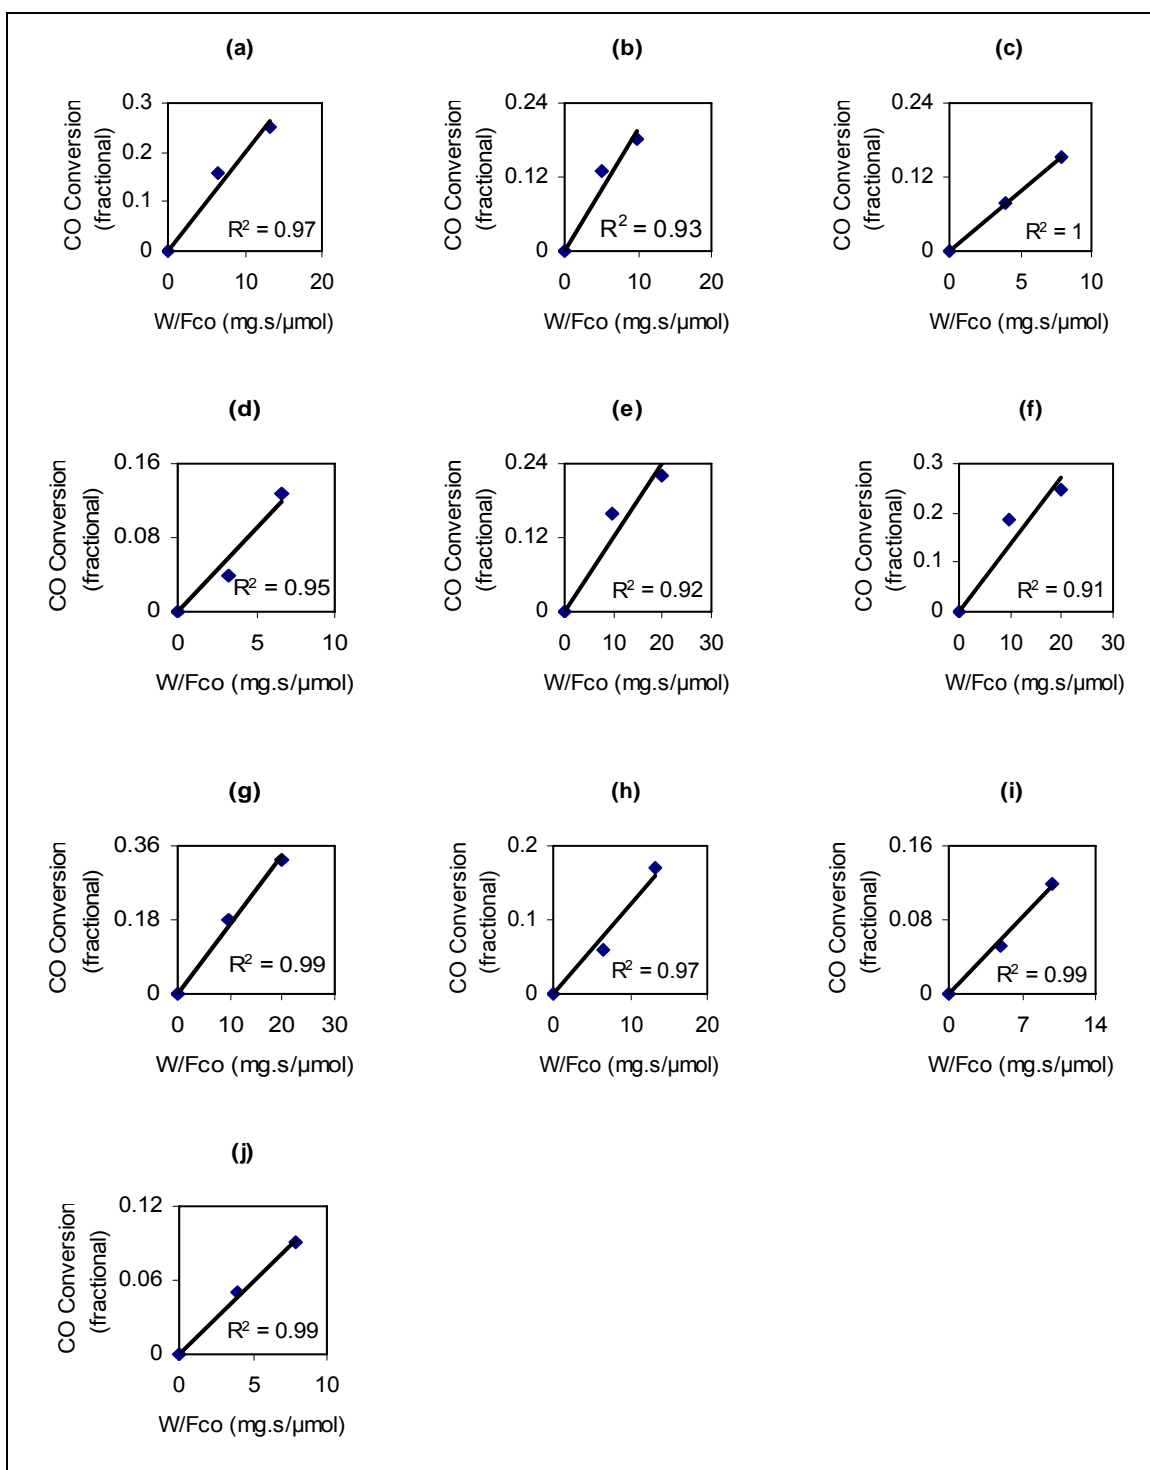 (a)
CO Conversion
(fractional)
0.3
0.2
0.1
0
R² = 0.97
0 10 20
W/Fco (mg.s/μmol)
(b)
CO Conversion
(fractional)
0.24
0.12
0
R² = 0.93
0 10 20
W/Fco (mg.s/μmol)
(c)
CO Conversion
(fractional)
0.24
0.12
0
R² = 1
0 5 10
W/Fco (mg.s/μmol)
(d)
CO Conversion
(fractional)
0.16
0.08
0
R² = 0.95
0 5 10
W/Fco (mg.s/μmol)
(e)
CO Conversion
(fractional)
0.24
0.12
0
R² = 0.92
0 10 20 30
W/Fco (mg.s/μmol)
(f)
CO Conversion
(fractional)
0.3
0.2
0.1
0
R² = 0.91
0 10 20 30
W/Fco (mg.s/μmol)
(g)
CO Conversion
(fractional)
0.36
0.18
0
R² = 0.99
0 10 20 30
W/Fco (mg.s/μmol)
(h)
CO Conversion
(fractional)
0.2
0.1
0
R² = 0.97
0 10 20
W/Fco (mg.s/μmol)
(i)
CO Conversion
(fractional)
0.16
0.08
0
R² = 0.99
0 7 14
W/Fco (mg.s/μmol)
(j)
CO Conversion
(fractional)
0.12
0.06
0
R² = 0.99
0 5 10
W/Fco (mg.s/μmol)